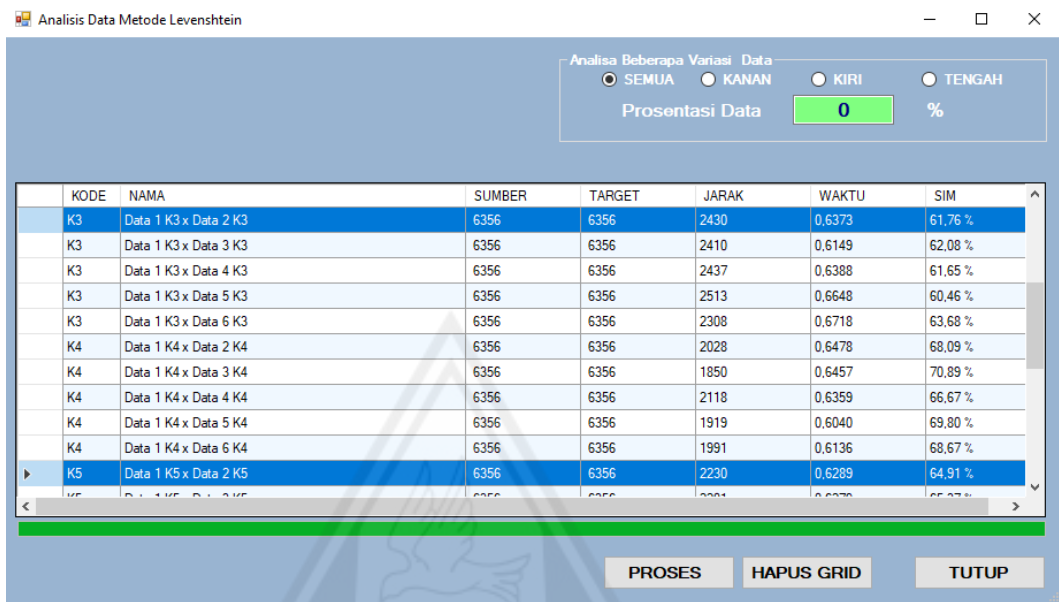 Analisis Data Metode Levenshtein
Analisa Beberapa Variasi Data
SEMUA KANAN KIRI TENGAH
Prosentasi Data 0 %
KODE NAMA SUMBER TARGET JARAK WAKTU SIM
K3 Data 1 K3 x Data 2 K3 6356 6356 2430 0,6373 61,76 %
K3 Data 1 K3 x Data 3 K3 6356 6356 2410 0,6149 62,08 %
K3 Data 1 K3 x Data 4 K3 6356 6356 2437 0,6388 61,65 %
K3 Data 1 K3 x Data 5 K3 6356 6356 2513 0,6648 60,46 %
K3 Data 1 K3 x Data 6 K3 6356 6356 2308 0,6718 63,68 %
K4 Data 1 K4 x Data 2 K4 6356 6356 2028 0,6478 68,09 %
K4 Data 1 K4 x Data 3 K4 6356 6356 1850 0,6457 70,89 %
K4 Data 1 K4 x Data 4 K4 6356 6356 2118 0,6359 66,67 %
K4 Data 1 K4 x Data 5 K4 6356 6356 1919 0,6040 69,80 %
K4 Data 1 K4 x Data 6 K4 6356 6356 1991 0,6136 68,67 %
K5 Data 1 K5 x Data 2 K5 6356 6356 2230 0,6289 64,91 %
PROSES HAPUS GRID TUTUP